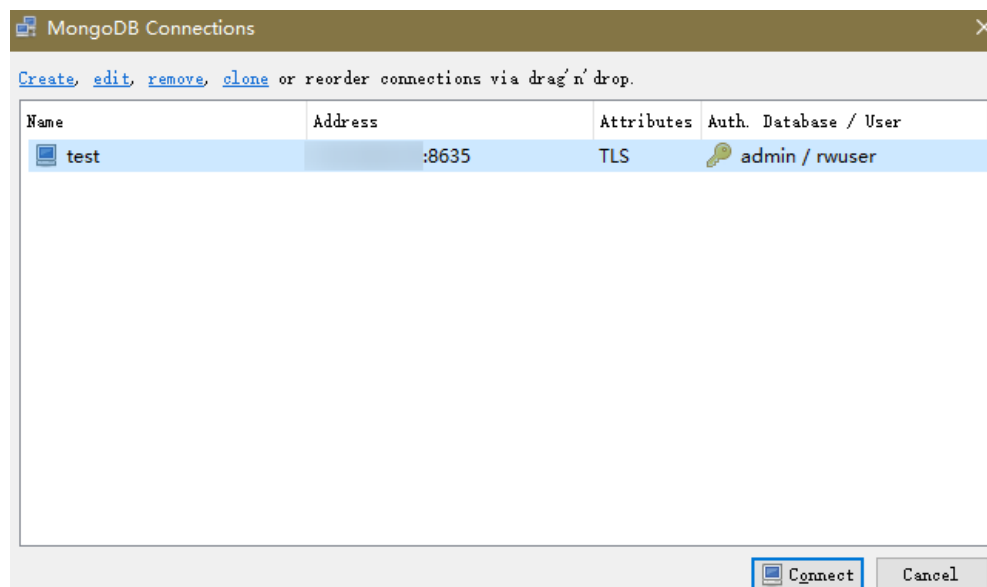 MongoDB Connections
Create, edit, remove, clone or reorder connections via drag'n'drop.
Name Address Attributes Auth. Database / User
test :8635 TLS admin / rwuser
Connect Cancel